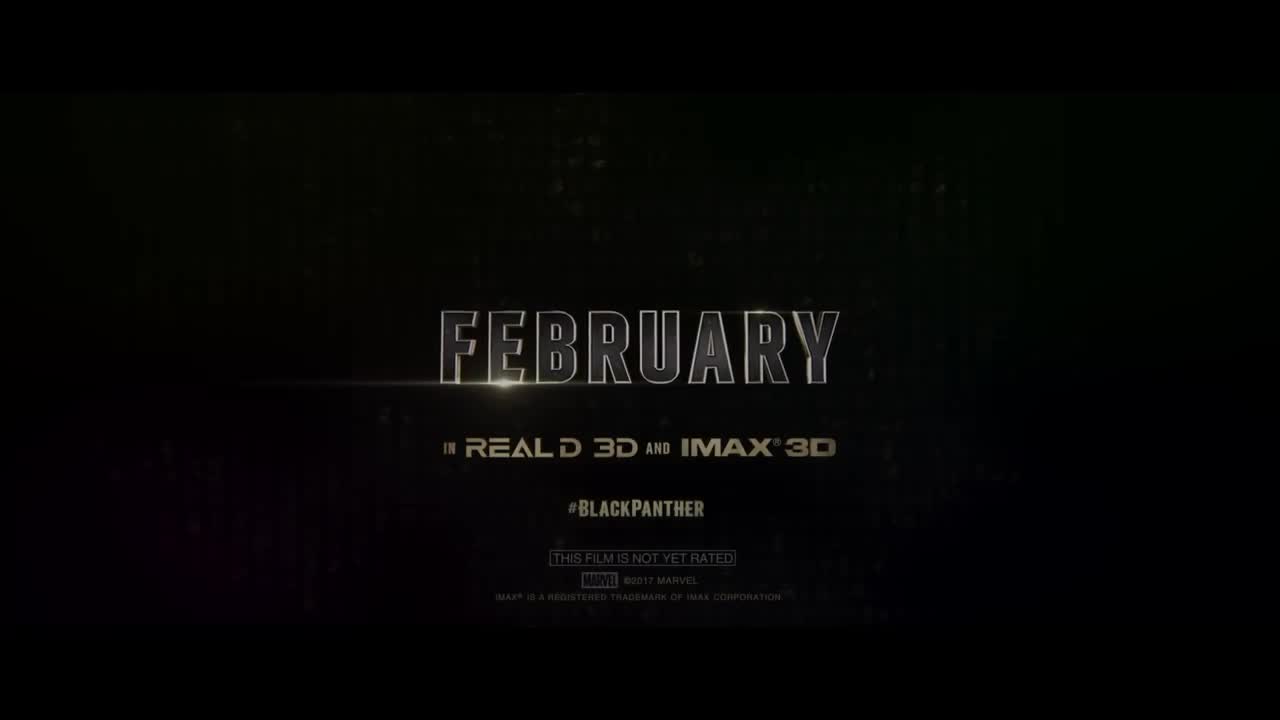 FEBRUARY
IN REAL D 3D AND IMAX® 3D
#BLACKPANTHER
THIS FILM IS NOT YET RATED
MARVEL ©2017 MARVEL
IMAX® IS A REGISTERED TRADEMARK OF IMAX CORPORATION.